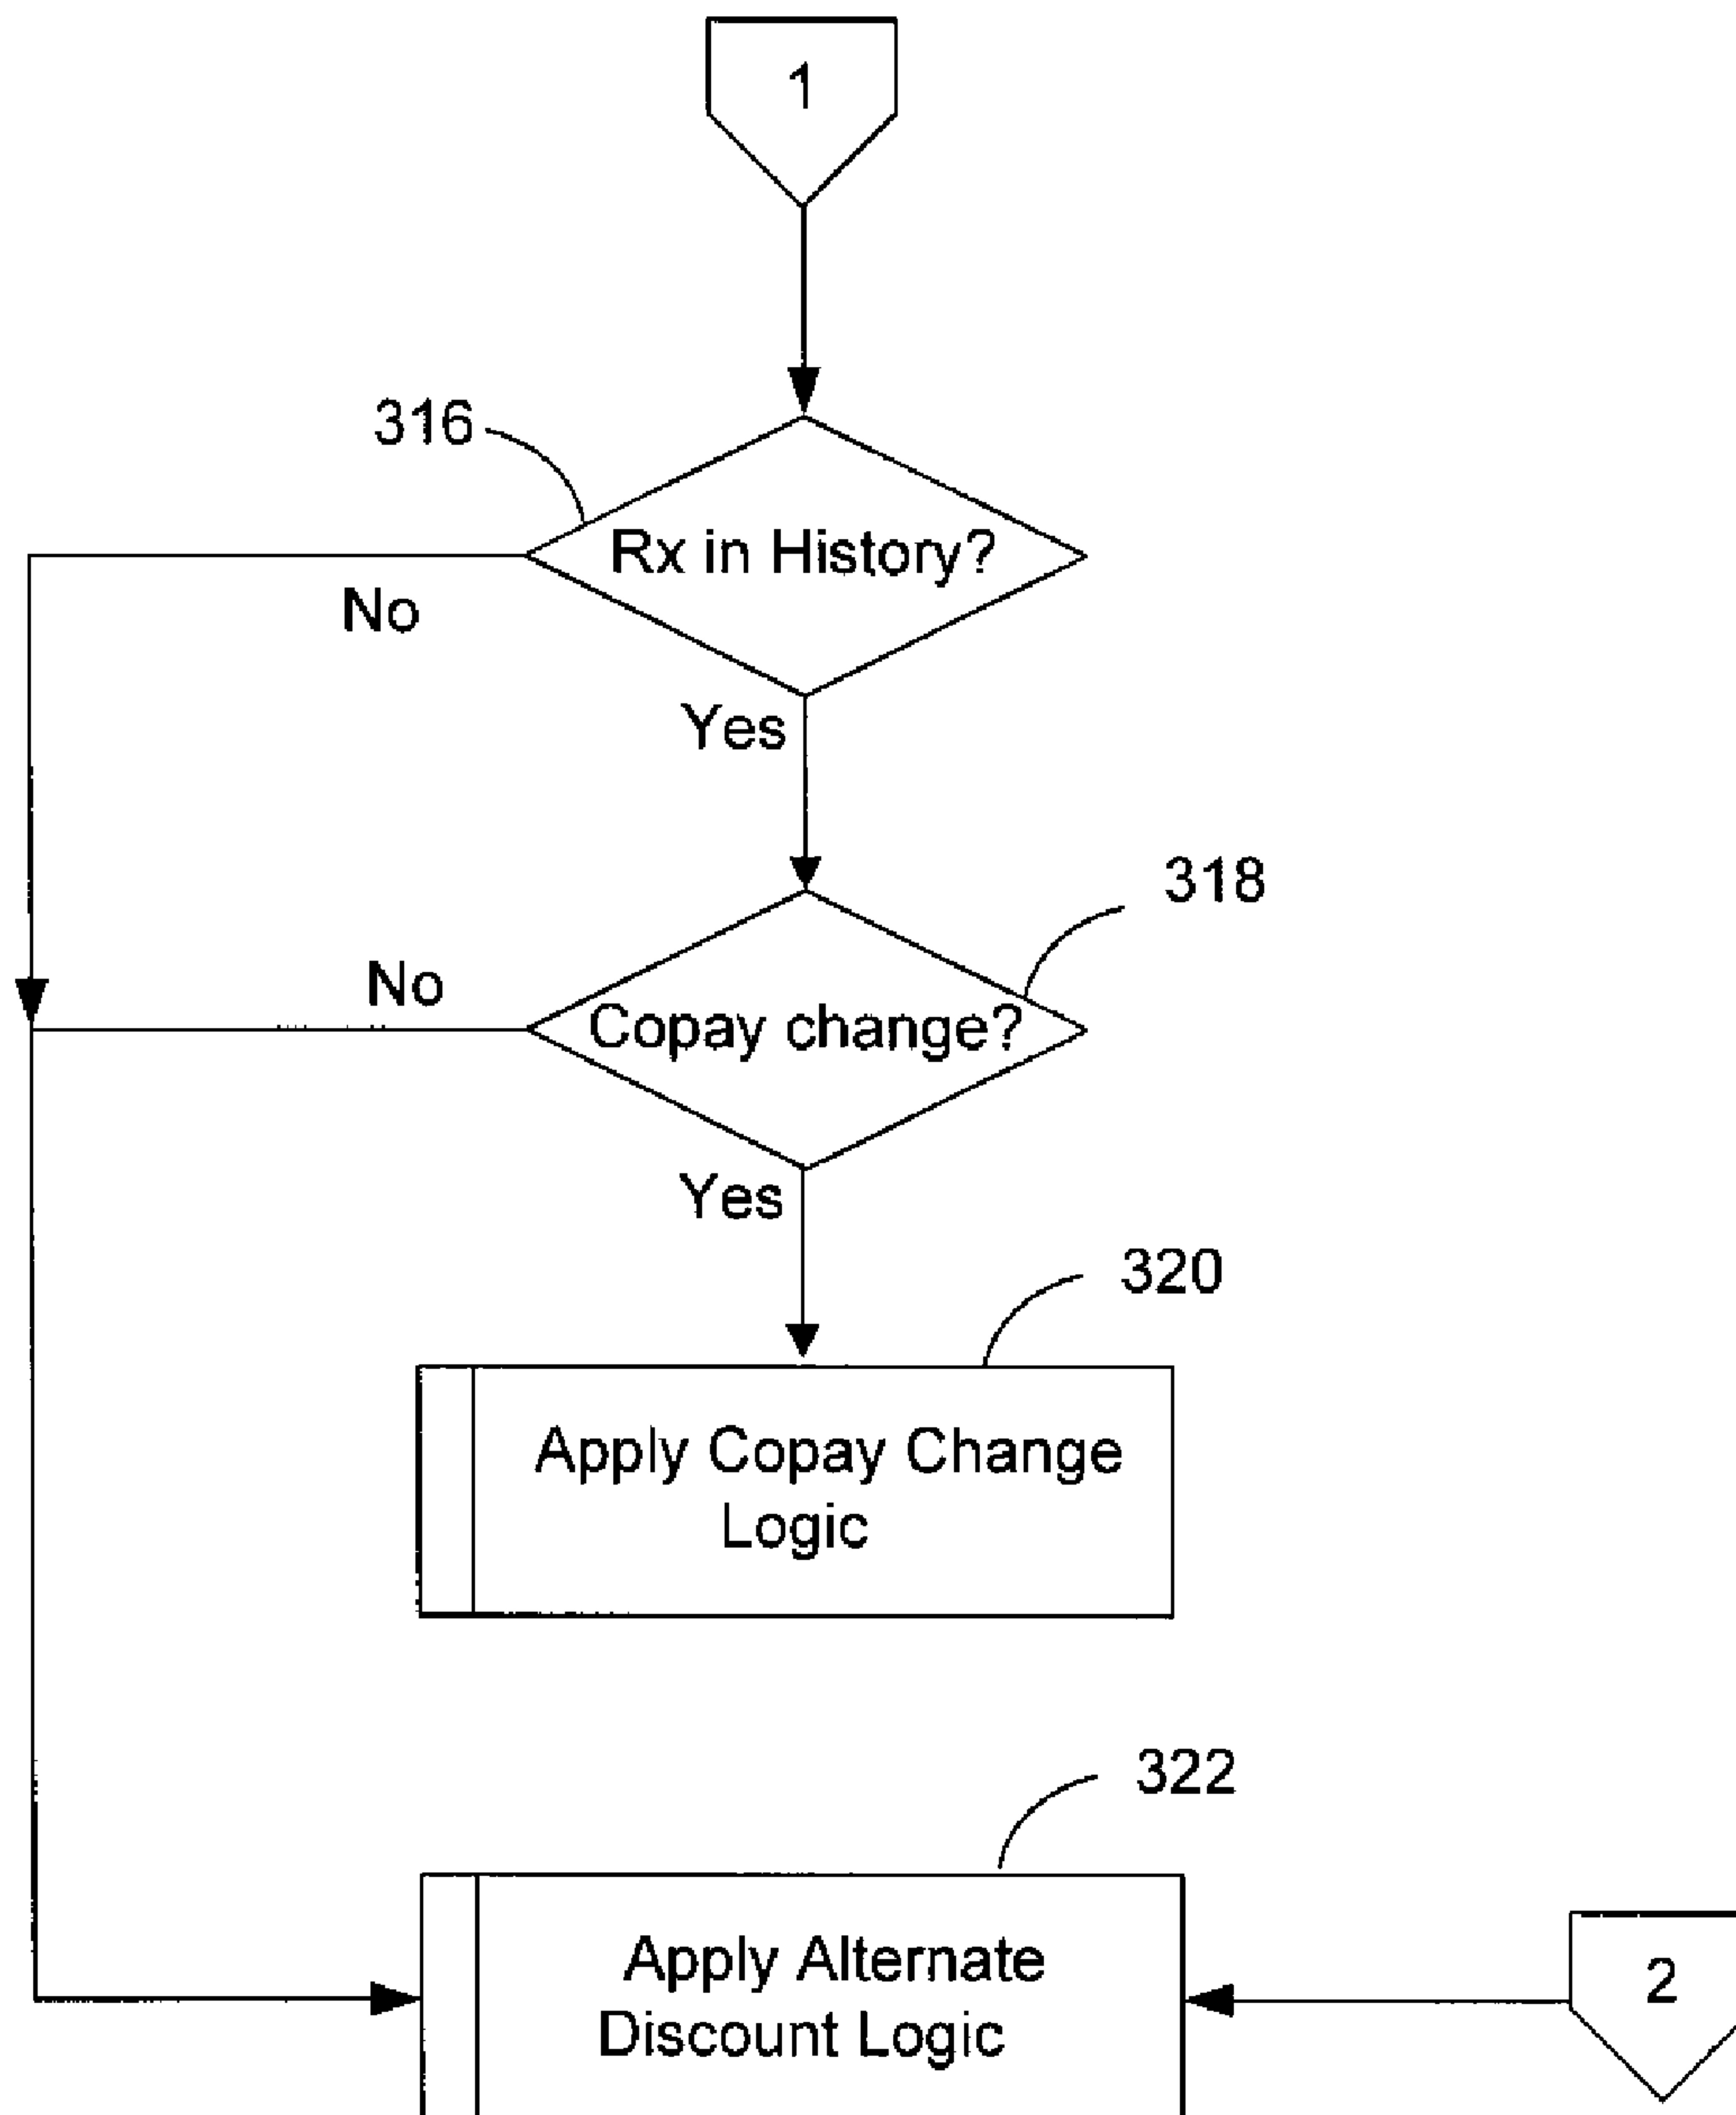 1
316
Rx in History?
No
Yes
318
No
Copay change?
Yes
320
Apply Copay Change
Logic
322
Apply Alternate
Discount Logic
2